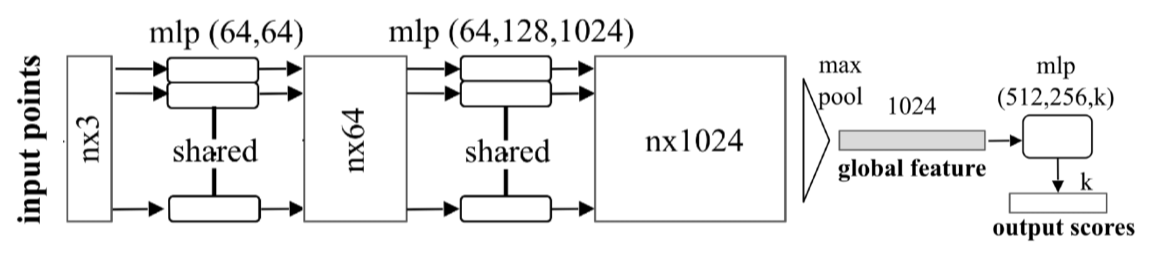 input points
nx3
mlp (64,64)
shared
nx64
mlp (64,128,1024)
shared
nx1024
max
pool
1024
global feature
mlp
(512,256,k)
k
output scores